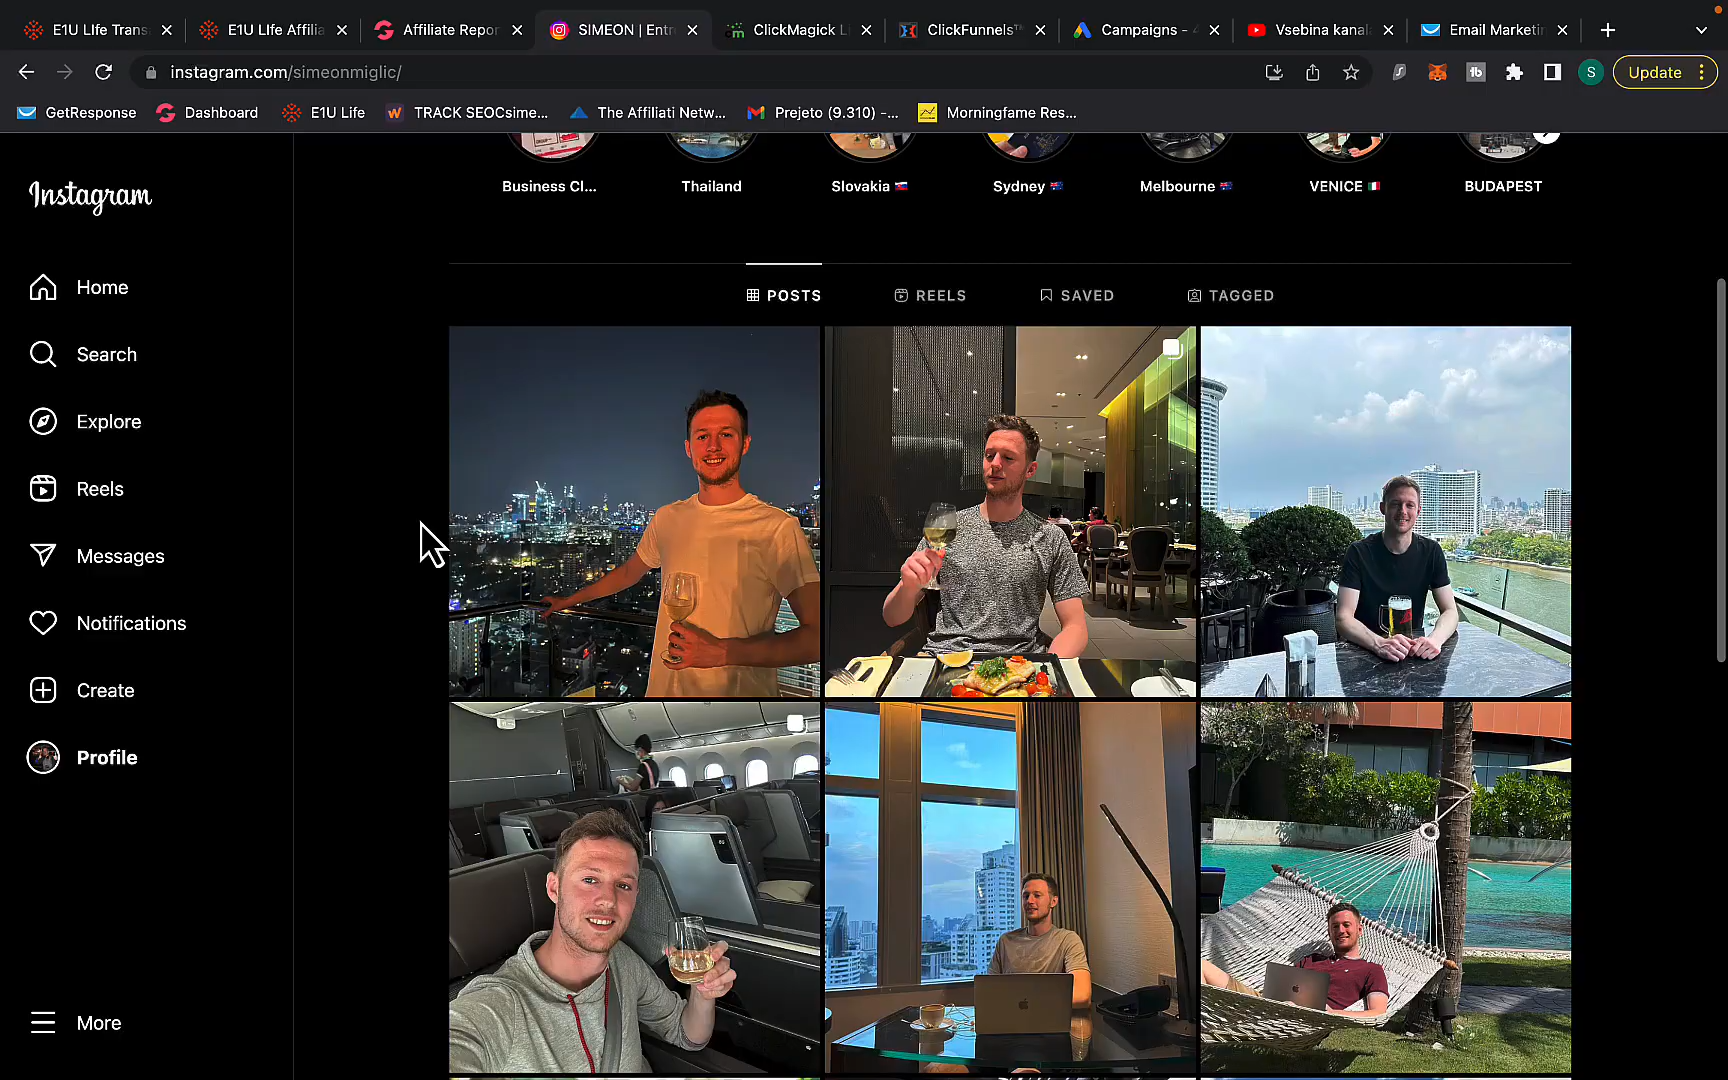 E1U LIfe Trans
E1U LIfe Affilia
Affiliate Repor
SIMEON | Entr
ClickMagick L
ClickFunnels™
Campaigns -
Vsebina kanal
Email Marketin
instagram.com/simeonmiglic/
S
Update
GetResponse
Dashboard
E1U Life
TRACK SEOCsime...
The Affiliati Netw...
Prejeto (9.310) -...
Morningfame Res...
Instagram
Home
Search
Explore
Reels
Messages
Notifications
Create
Profile
More
Business Cl...
Thailand
Slovakia 🇸🇰
Sydney 🇦🇺
Melbourne 🇦🇺
VENICE 🇮🇹
BUDAPEST
POSTS
REELS
SAVED
TAGGED